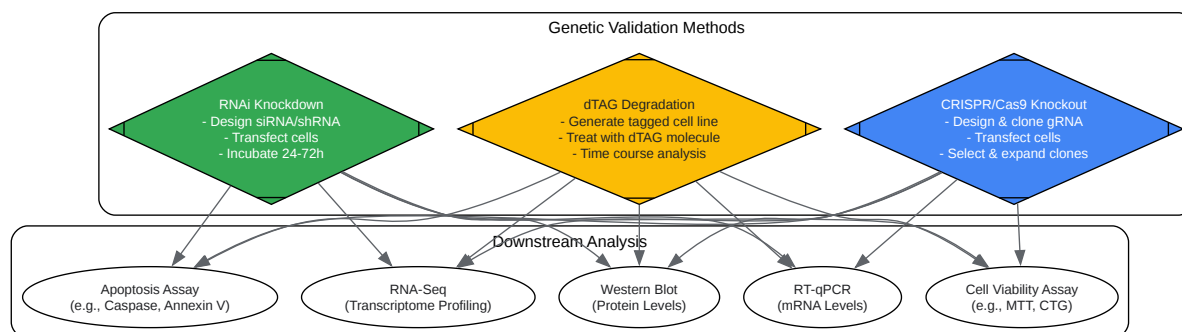 Genetic Validation Methods
RNAi Knockdown
- Design siRNA/shRNA
- Transfect cells
- Incubate 24-72h
dTAG Degradation
- Generate tagged cell line
- Treat with dTAG molecule
- Time course analysis
CRISPR/Cas9 Knockout
- Design & clone gRNA
- Transfect cells
- Select & expand clones
Downstream Analysis
Apoptosis Assay
(e.g., Caspase, Annexin V)
RNA-Seq
(Transcriptome Profiling)
Western Blot
(Protein Levels)
RT-qPCR
(mRNA Levels)
Cell Viability Assay
(e.g., MTT, CTG)